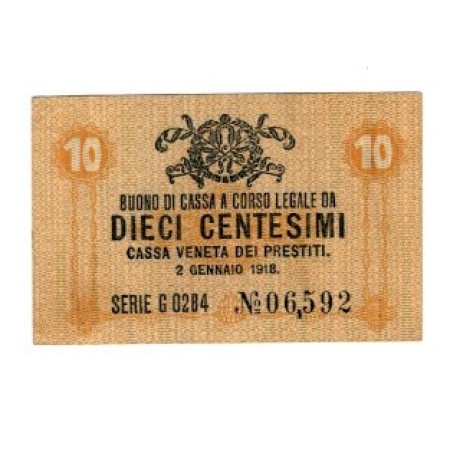 10 10
BUONO DI CASSA A CORSO LEGALE DA
DIECI CENTESIMI
CASSA VENETA DEI PRESTITI.
2 GENNAIO 1918.
SERIE G 0284 No 06,592